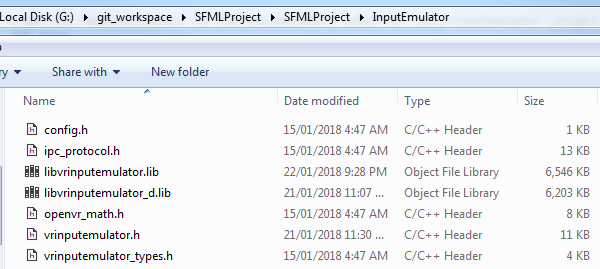 Local Disk (G:) git_workspace SFMLProject SFMLProject InputEmulator
Share with New folder
Name Date modified Type Size
config.h 15/01/2018 4:47 AM C/C++ Header 1 KB
ipc_protocol.h 15/01/2018 4:47 AM C/C++ Header 13 KB
libvrinputemulator.lib 22/01/2018 9:28 PM Object File Library 6,546 KB
libvrinputemulator_d.lib 21/01/2018 11:07 ... Object File Library 6,203 KB
openvr_math.h 15/01/2018 4:47 AM C/C++ Header 8 KB
vrinputemulator.h 21/01/2018 11:30 ... C/C++ Header 11 KB
vrinputemulator_types.h 15/01/2018 4:47 AM C/C++ Header 4 KB